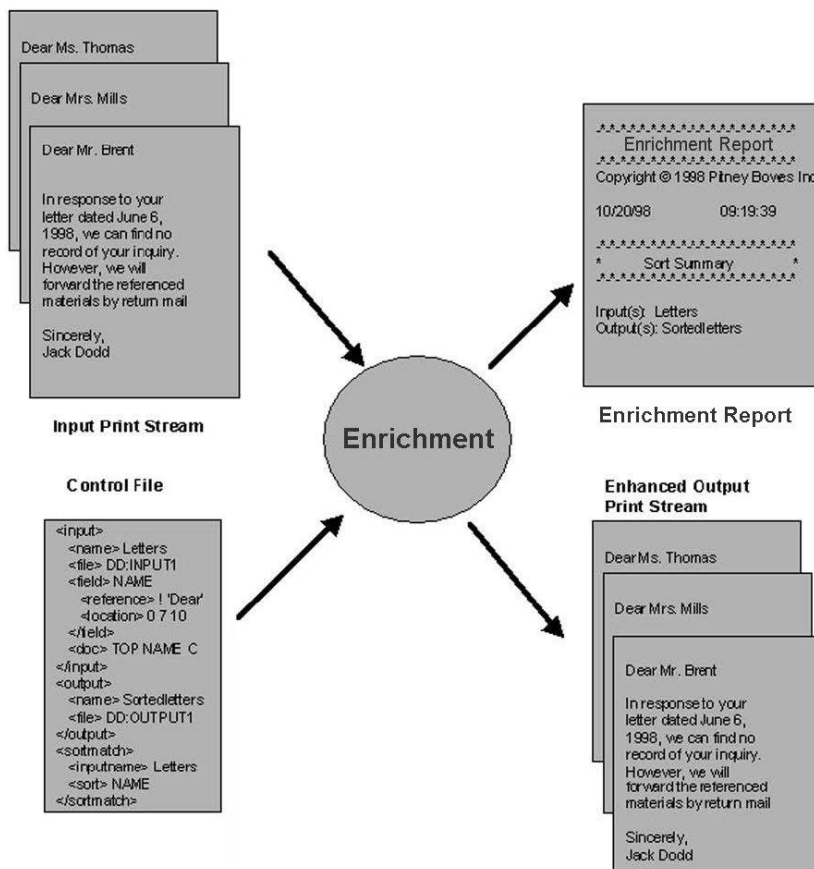 Dear Ms. Thomas
Dear Mrs. Mills
Dear Mr. Brent
In response to your
letter dated June 6,
1998, we can find no
record of your inquiry.
However, we will
forward the referenced
materials by return mail
Sincerely,
Jack Dodd
Input Print Stream
Control File
<input>
<name> Letters
<file> DD:INPUT1
<field> NAME
<reference> ! 'Dear'
<location> 0 7 10
</field>
<doc> TOP NAME C
</input>
<output>
<name> Sortedletters
<file> DD:OUTPUT1
</output>
<sortmatch>
<inputname> Letters
<sort> NAME
</sortmatch>
Enrichment
Enrichment Report
Copyright © 1998 Pitney Bowes Inc
10/20/98 09:19:39
* Sort Summary *
Input(s): Letters
Output(s): Sortedletters
Enrichment Report
Enhanced Output
Print Stream
Dear Ms. Thomas
Dear Mrs. Mills
Dear Mr. Brent
In response to your
letter dated June 6,
1998, we can find no
record of your inquiry.
However, we will
forward the referenced
materials by return mail
Sincerely,
Jack Dodd